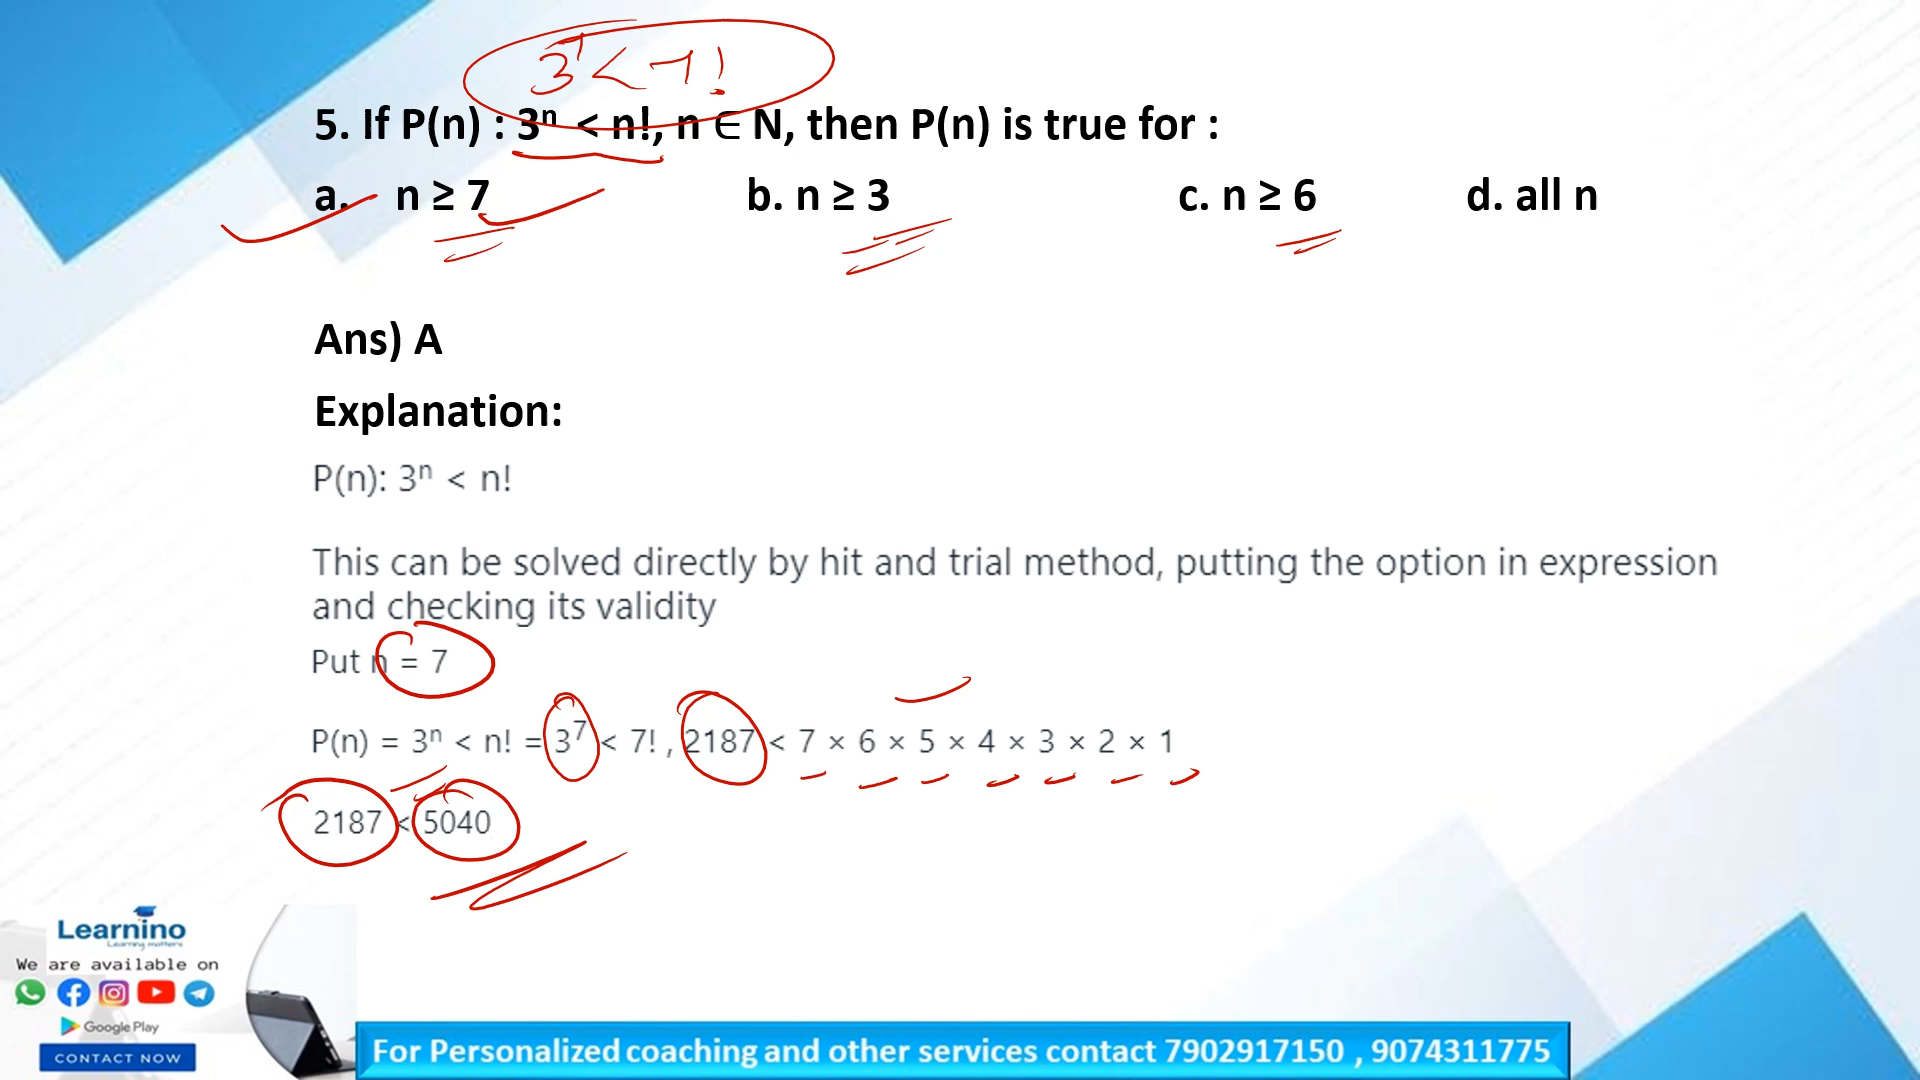 3⁷ < 7!
5. If P(n) : 3ⁿ < n!, n ∈ N, then P(n) is true for :
a. n ≥ 7 b. n ≥ 3 c. n ≥ 6 d. all n
Ans) A
Explanation:
P(n): 3ⁿ < n!
This can be solved directly by hit and trial method, putting the option in expression
and checking its validity
Put n = 7
P(n) = 3ⁿ < n! = 3⁷ < 7! , 2187 < 7 × 6 × 5 × 4 × 3 × 2 × 1
2187 < 5040
Learnino
Learning matters
We are available on
Google Play
CONTACT NOW
For Personalized coaching and other services contact 7902917150 , 9074311775